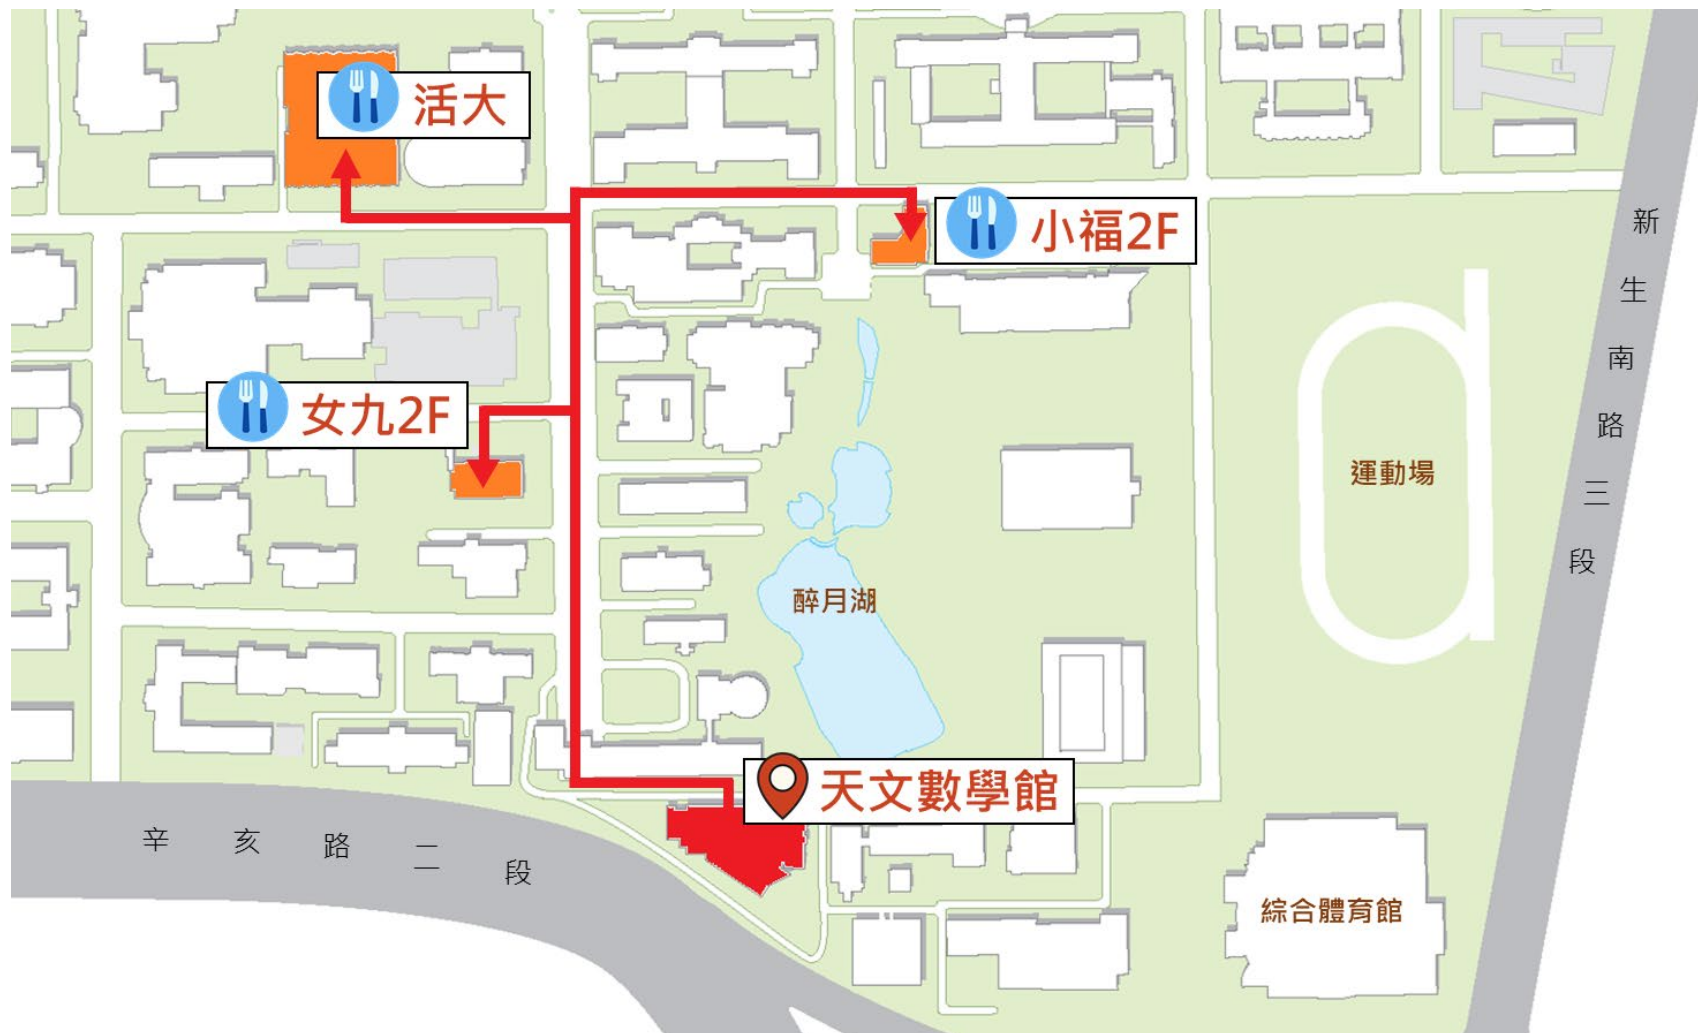 活大
小福2F
女九2F
運動場
醉月湖
天文數學館
綜合體育館
新生南路三段
辛亥路二段